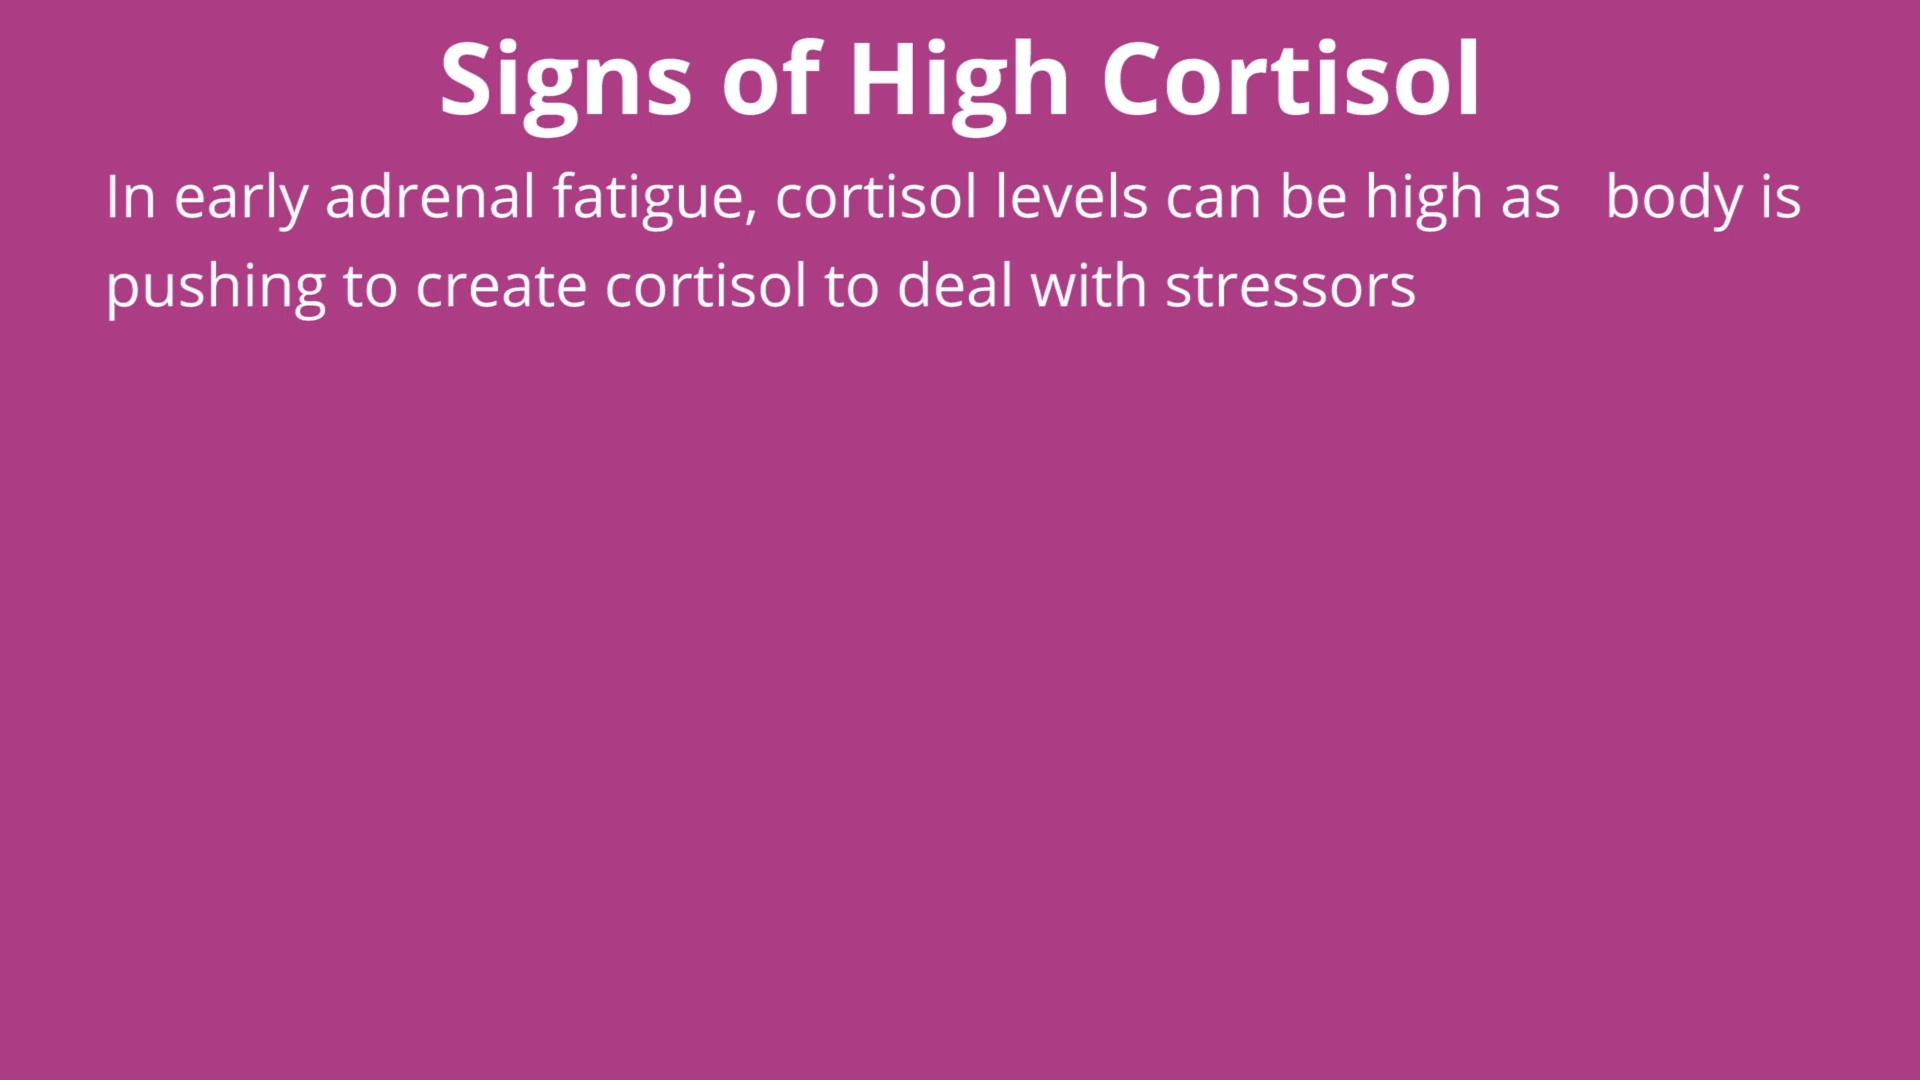 Signs of High Cortisol
In early adrenal fatigue, cortisol levels can be high as   body is
pushing to create cortisol to deal with stressors